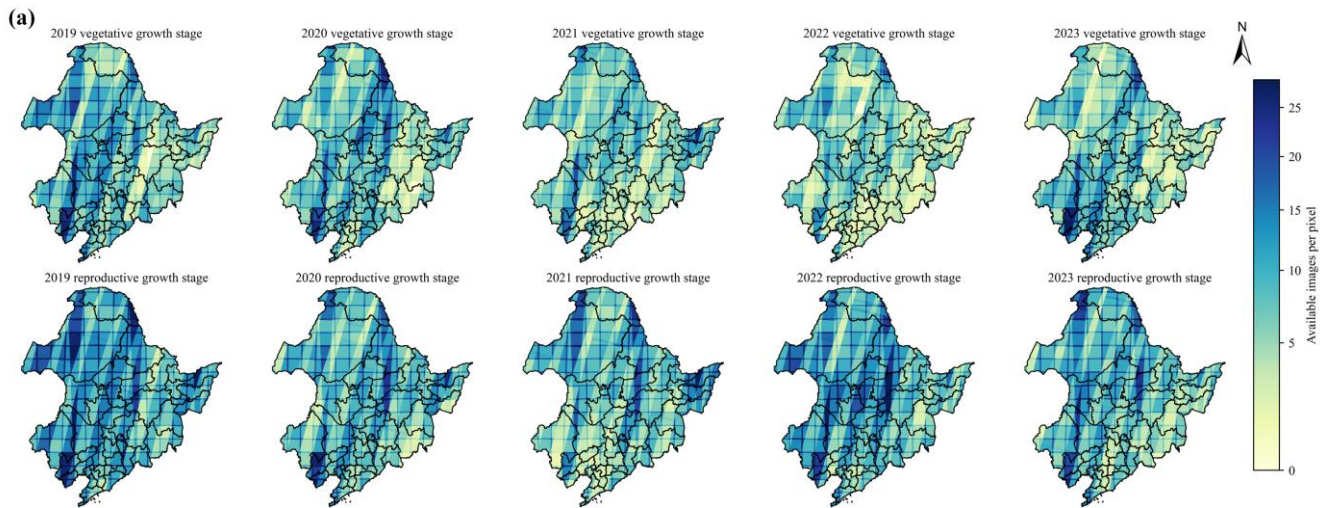 (a)
2019 vegetative growth stage
2020 vegetative growth stage
2021 vegetative growth stage
2022 vegetative growth stage
2023 vegetative growth stage
N
2019 reproductive growth stage
2020 reproductive growth stage
2021 reproductive growth stage
2022 reproductive growth stage
2023 reproductive growth stage
25
20
15
10
5
0
Available images per pixel